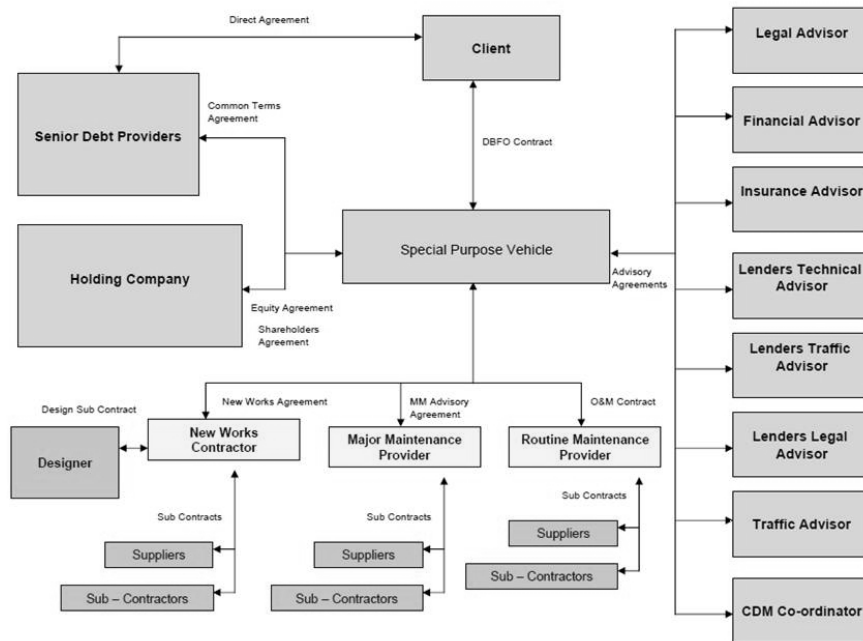 Direct Agreement
Client
Legal Advisor
Senior Debt Providers
Common Terms
Agreement
DBFO Contract
Financial Advisor
Insurance Advisor
Special Purpose Vehicle
Holding Company
Equity Agreement
Shareholders
Agreement
Advisory
Agreements
Lenders Technical
Advisor
Lenders Traffic
Advisor
Lenders Legal
Advisor
Traffic Advisor
CDM Co-ordinator
Design Sub Contract
New Works Agreement
MM Advisory
Agreement
O&M Contract
Designer
New Works
Contractor
Major Maintenance
Provider
Routine Maintenance
Provider
Sub Contracts
Sub Contracts
Sub Contracts
Suppliers
Suppliers
Suppliers
Sub – Contractors
Sub – Contractors
Sub – Contractors